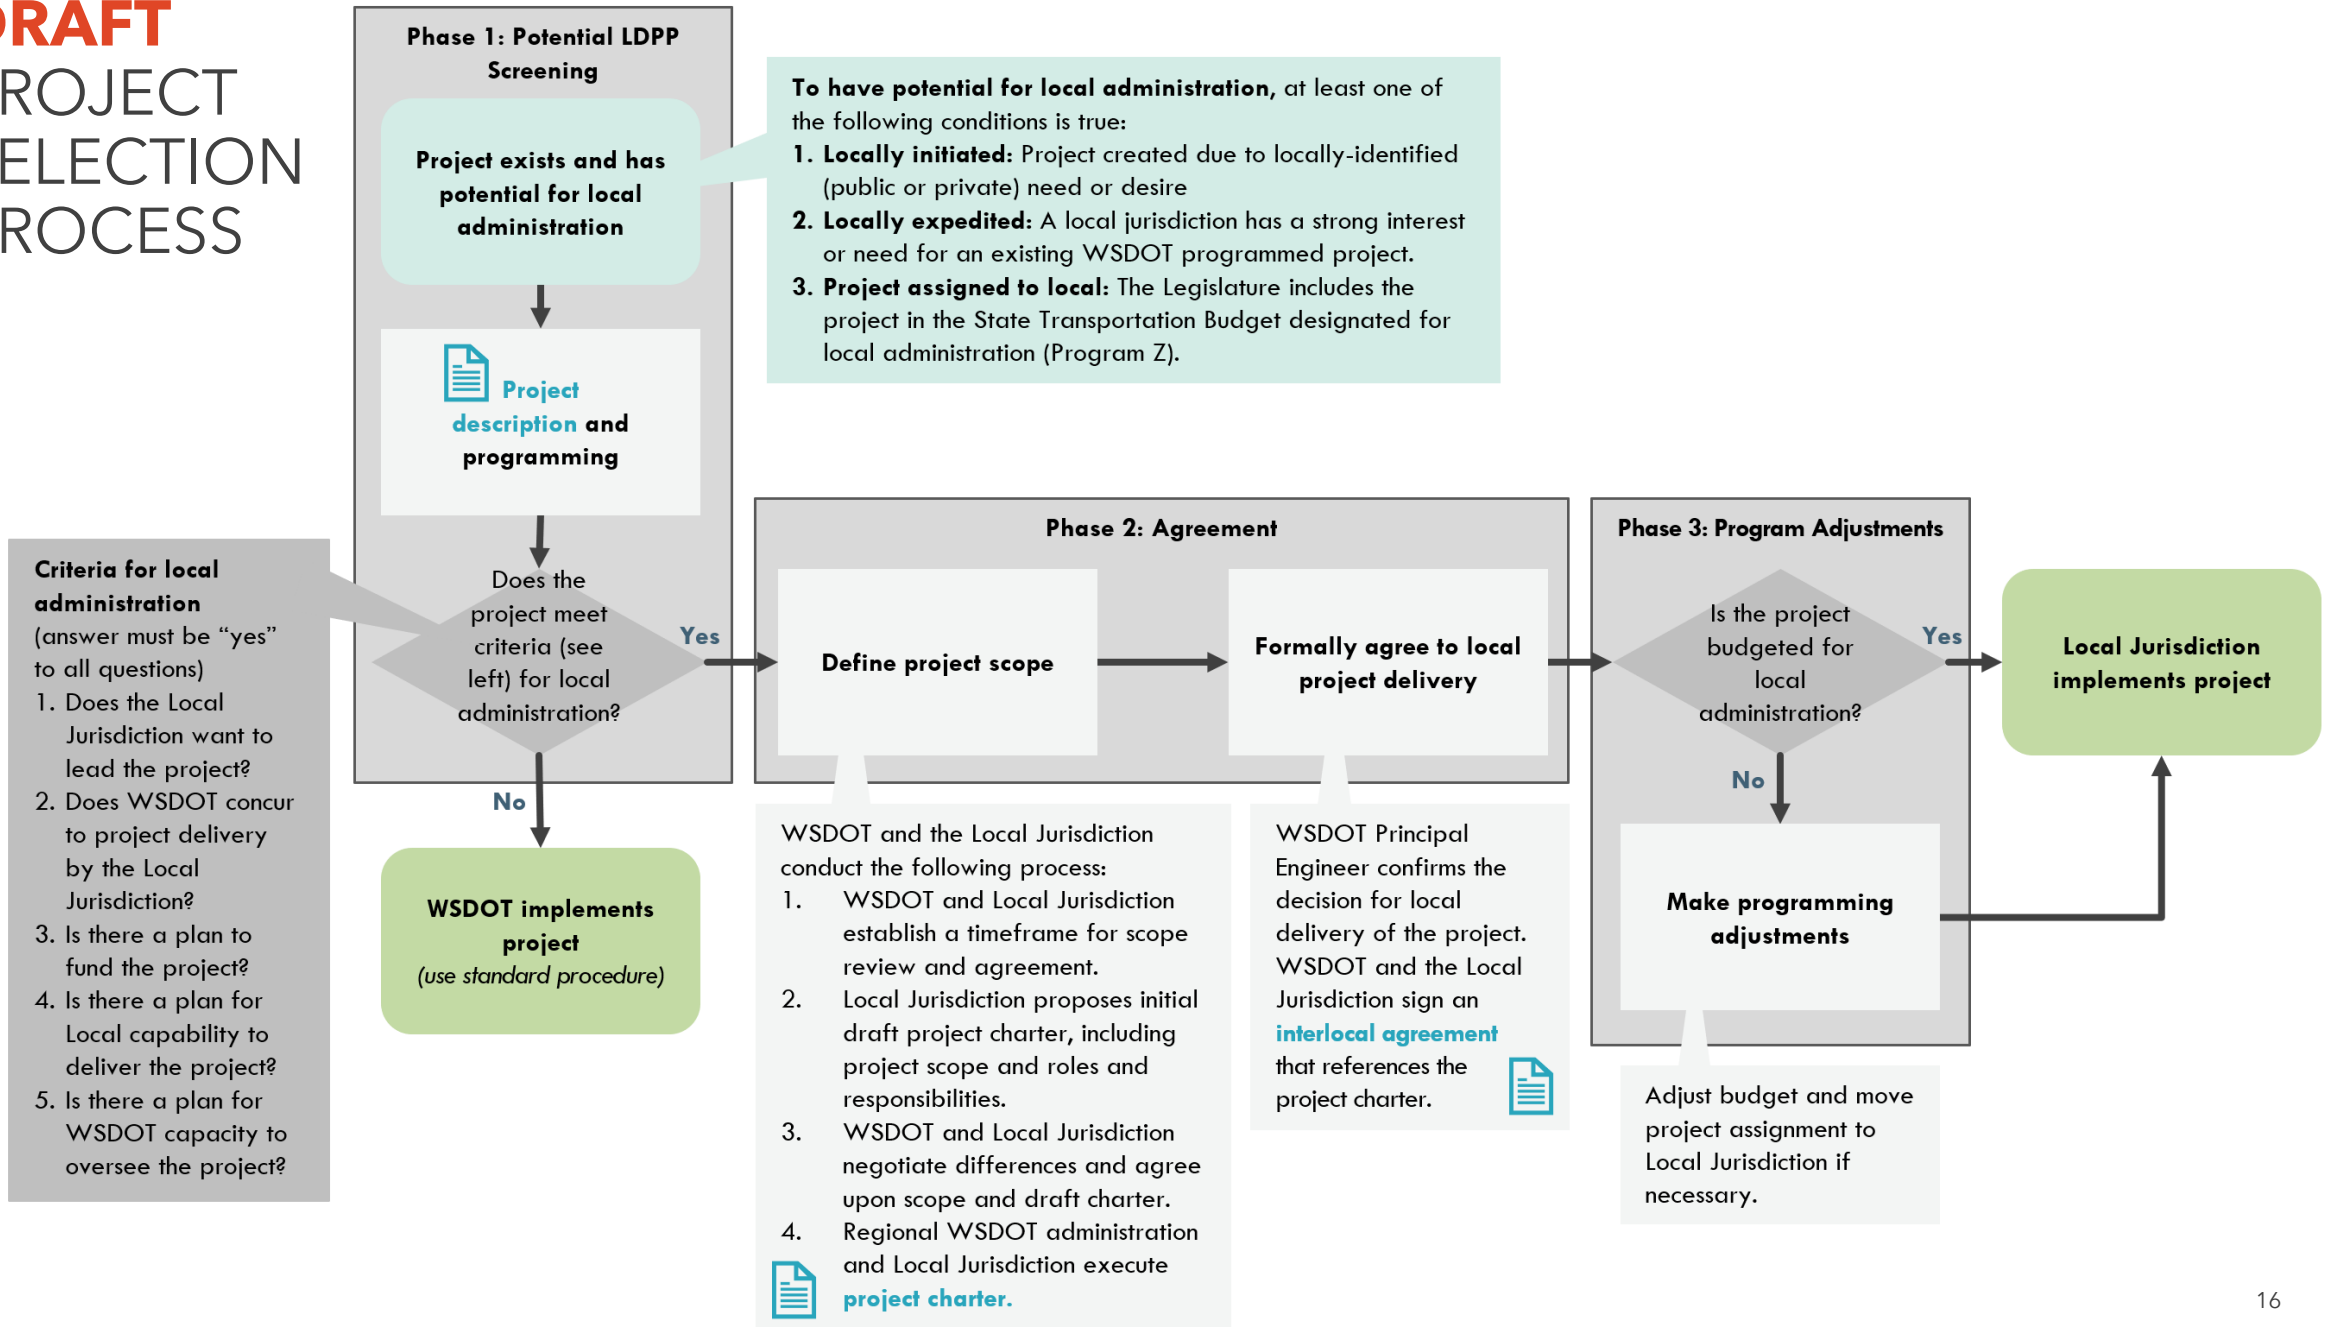 DRAFT
ROJECT
ELECTION
ROCESS
Phase 1: Potential LDPP
Screening
Project exists and has
potential for local
administration
To have potential for local administration, at least one of
the following conditions is true:
1. Locally initiated: Project created due to locally-identified
(public or private) need or desire
2. Locally expedited: A local jurisdiction has a strong interest
or need for an existing WSDOT programmed project.
3. Project assigned to local: The Legislature includes the
project in the State Transportation Budget designated for
local administration (Program Z).
Project
description and
programming
Criteria for local
administration
(answer must be “yes”
to all questions)
1. Does the Local
Jurisdiction want to
lead the project?
2. Does WSDOT concur
to project delivery
by the Local
Jurisdiction?
3. Is there a plan to
fund the project?
4. Is there a plan for
Local capability to
deliver the project?
5. Is there a plan for
WSDOT capacity to
oversee the project?
Does the
project meet
criteria (see
left) for local
administration?
Yes
No
WSDOT implements
project
(use standard procedure)
Phase 2: Agreement
Define project scope
Formally agree to local
project delivery
WSDOT and the Local Jurisdiction
conduct the following process:
1. WSDOT and Local Jurisdiction
establish a timeframe for scope
review and agreement.
2. Local Jurisdiction proposes initial
draft project charter, including
project scope and roles and
responsibilities.
3. WSDOT and Local Jurisdiction
negotiate differences and agree
upon scope and draft charter.
4. Regional WSDOT administration
and Local Jurisdiction execute
project charter.
WSDOT Principal
Engineer confirms the
decision for local
delivery of the project.
WSDOT and the Local
Jurisdiction sign an
interlocal agreement
that references the
project charter.
Phase 3: Program Adjustments
Is the project
budgeted for
local
administration?
Yes
No
Make programming
adjustments
Adjust budget and move
project assignment to
Local Jurisdiction if
necessary.
Local Jurisdiction
implements project
16